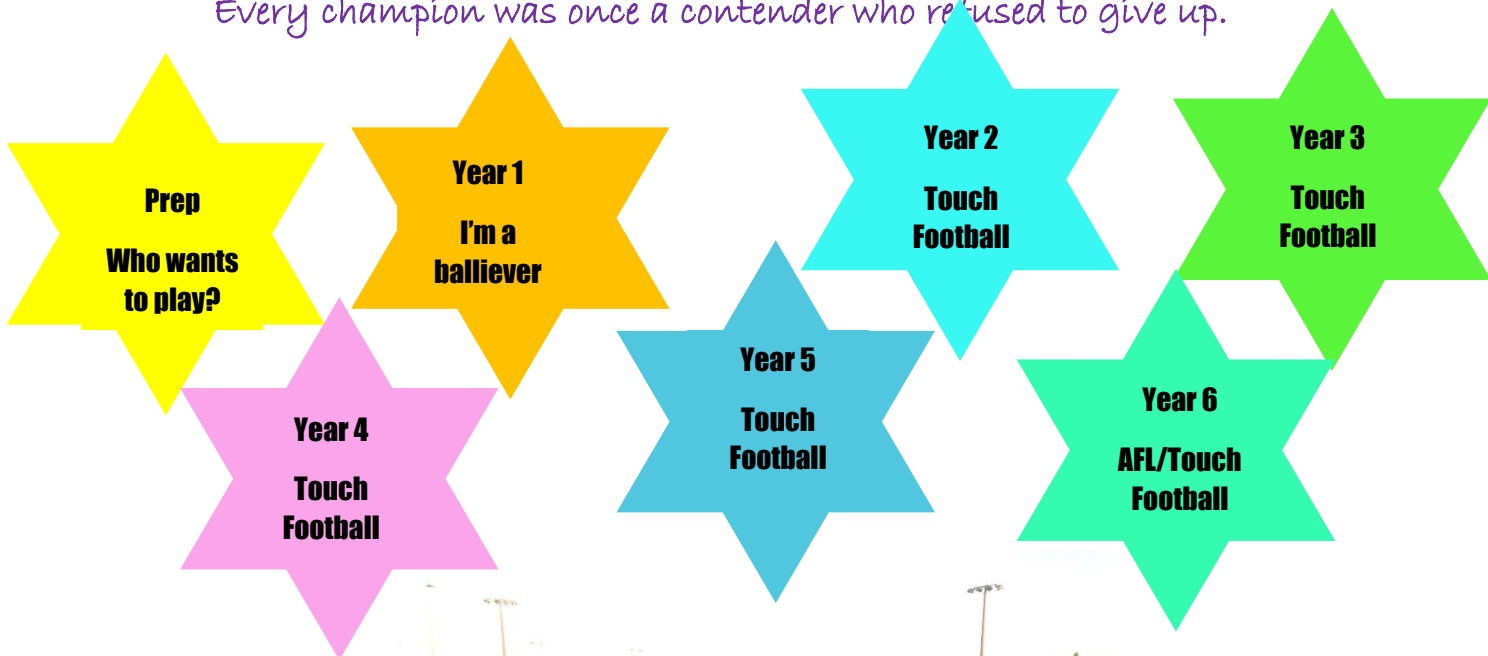 Every champion was once a contender who refused to give up.
Prep
Who wants
to play?
Year 1
I'm a
balliever
Year 2
Touch
Football
Year 3
Touch
Football
Year 4
Touch
Football
Year 5
Touch
Football
Year 6
AFL/Touch
Football